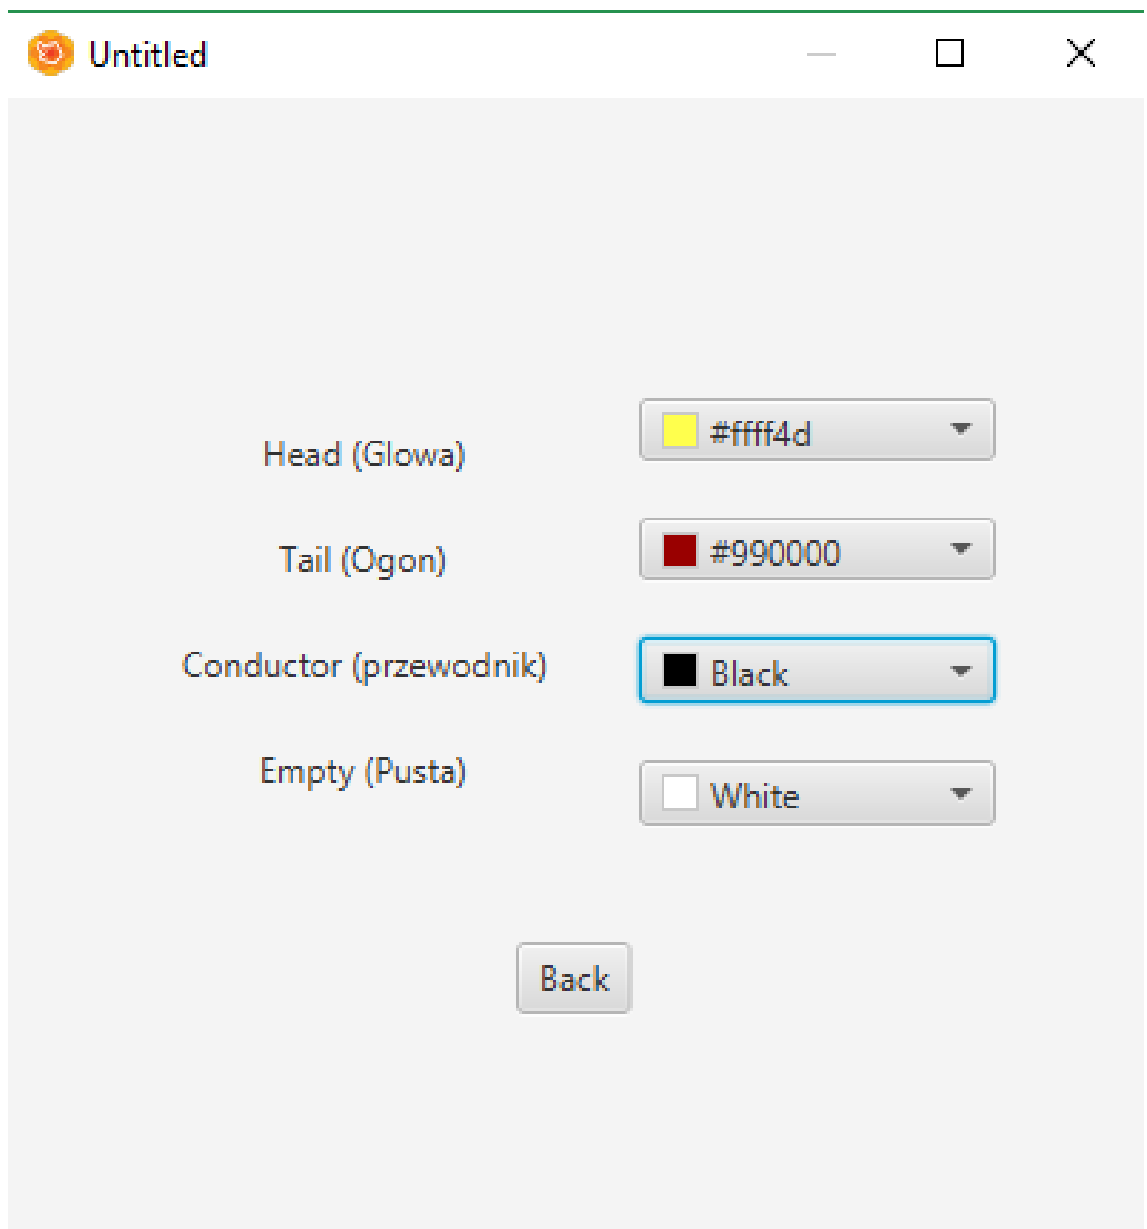 Untitled
Head (Glowa)
#ffff4d
Tail (Ogon)
#990000
Conductor (przewodnik)
Black
Empty (Pusta)
White
Back